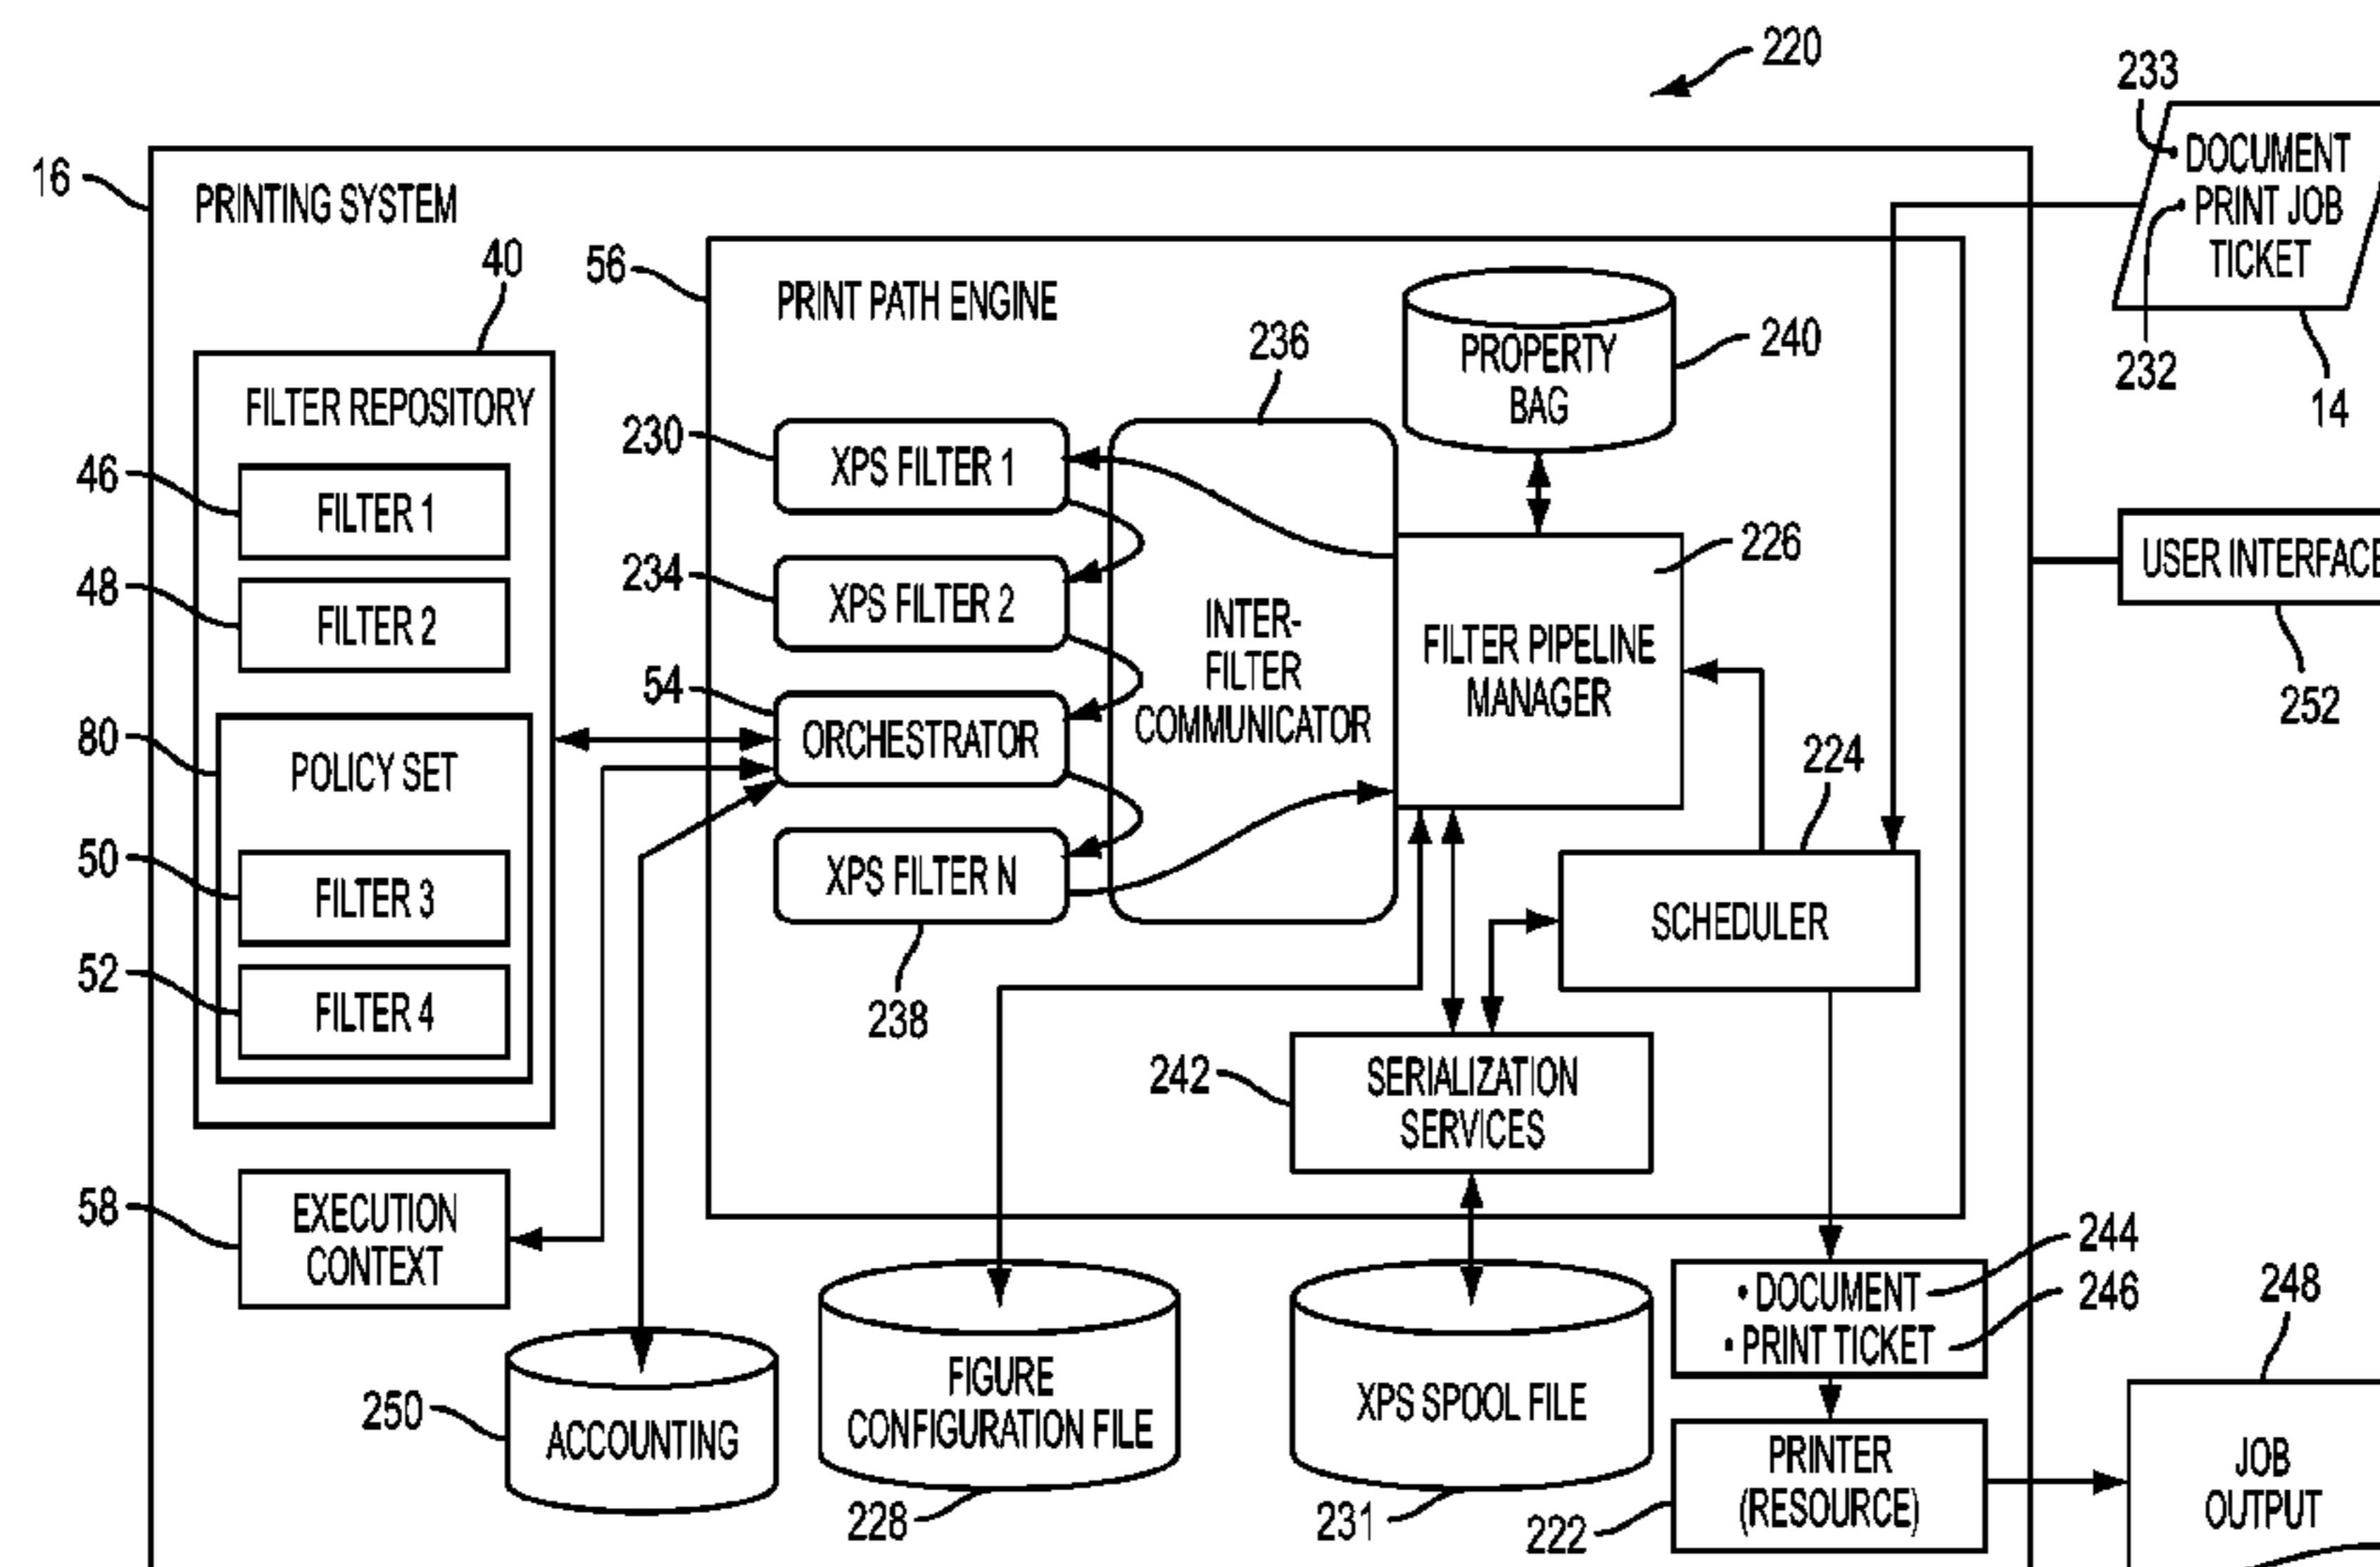 220
233
DOCUMENT
PRINT JOB
TICKET
232
14
16
PRINTING SYSTEM
40
56
PRINT PATH ENGINE
FILTER REPOSITORY
46
FILTER 1
48
FILTER 2
80
POLICY SET
50
FILTER 3
52
FILTER 4
230
XPS FILTER 1
234
XPS FILTER 2
54
ORCHESTRATOR
XPS FILTER N
238
236
INTER-
FILTER
COMMUNICATOR
PROPERTY
BAG
240
226
FILTER PIPELINE
MANAGER
USER INTERFACE
252
224
SCHEDULER
242
SERIALIZATION
SERVICES
58
EXECUTION
CONTEXT
250
ACCOUNTING
FIGURE
CONFIGURATION FILE
228
XPS SPOOL FILE
231
• DOCUMENT
• PRINT TICKET
244
246
PRINTER
(RESOURCE)
222
248
JOB
OUTPUT